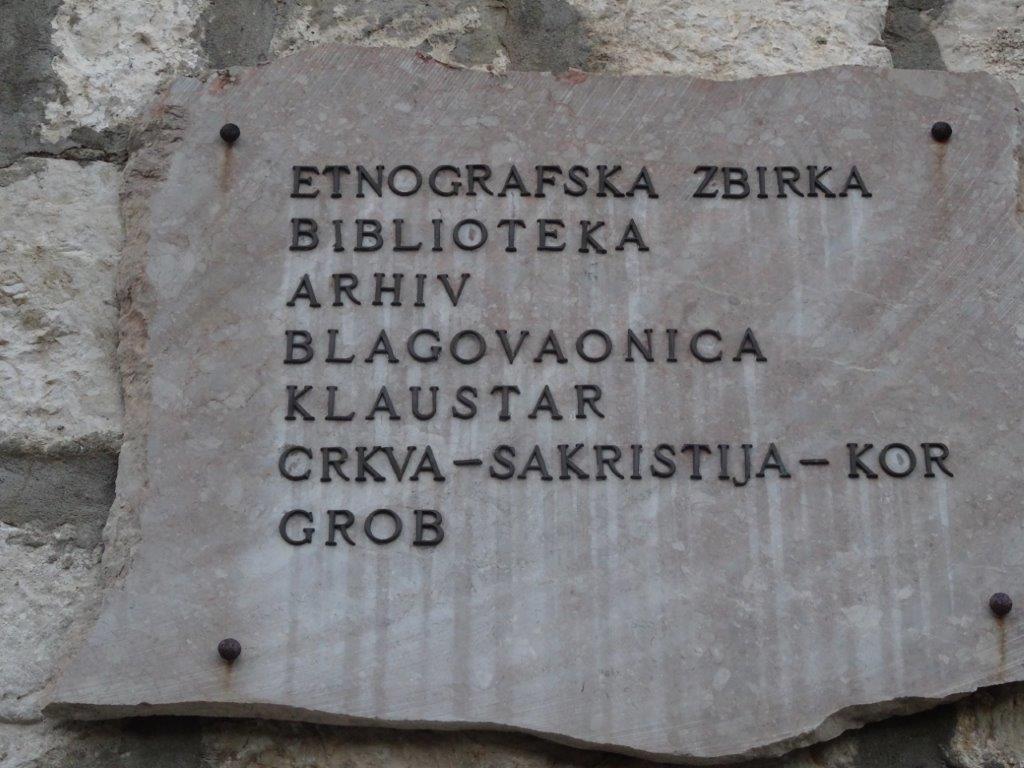 ETNOGRAFSKA ZBIRKA
BIBLIOTEKA
ARHIV
BLAGOVAONICA
KLAUSTAR
CRKVA-SAKRISTIJA-KOR
GROB